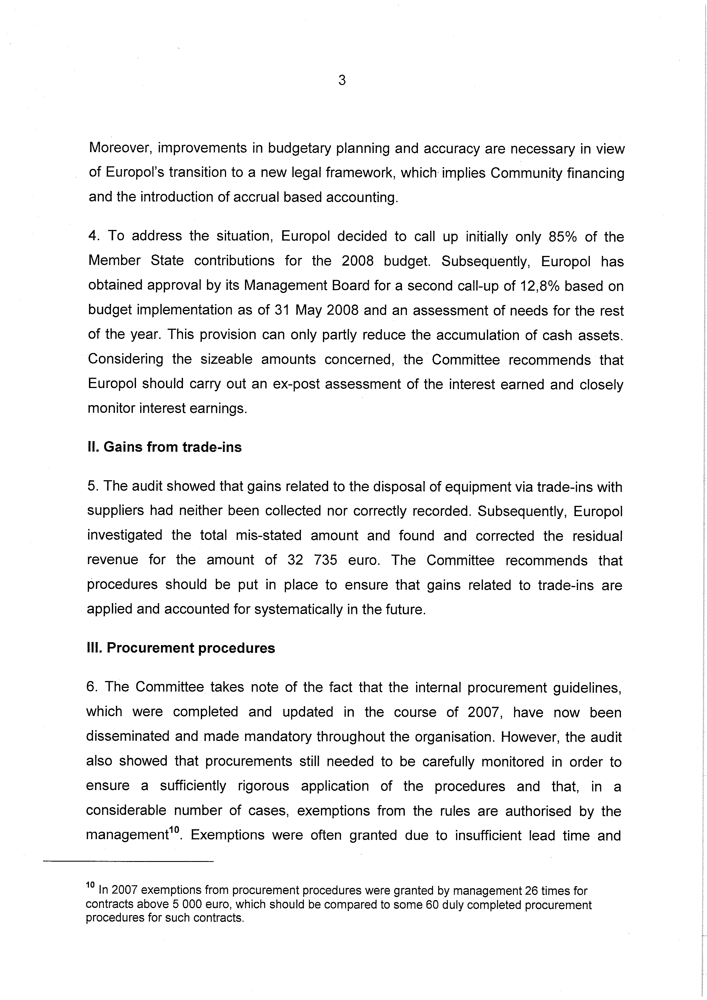 3
Moreover, improvements in budgetary planning and accuracy are necessary in view
of Europol's transition to a new legal framework, which implies Community financing
and the introduction of accrual based accounting.
4. To address the situation, Europol decided to call up initially only 85% of the
Member State contributions for the 2008 budget. Subsequently, Europol has
obtained approval by its Management Board for a second call-up of 12,8% based on
budget implementation as of 31 May 2008 and an assessment of needs for the rest
of the year. This provision can only partly reduce the accumulation of cash assets.
Considering the sizeable amounts concerned, the Committee recommends that
Europol should carry out an ex-post assessment of the interest earned and closely
monitor interest earnings.
II. Gains from trade-ins
5. The audit showed that gains related to the disposal of equipment via trade-ins with
suppliers had neither been collected nor correctly recorded. Subsequently, Europol
investigated the total mis-stated amount and found and corrected the residual
revenue for the amount of 32 735 euro. The Committee recommends that
procedures should be put in place to ensure that gains related to trade-ins are
applied and accounted for systematically in the future.
III. Procurement procedures
6. The Committee takes note of the fact that the internal procurement guidelines,
which were completed and updated in the course of 2007, have now been
disseminated and made mandatory throughout the organisation. However, the audit
also showed that procurements still needed to be carefully monitored in order to
ensure a sufficiently rigorous application of the procedures and that, in a
considerable number of cases, exemptions from the rules are authorised by the
management¹⁰. Exemptions were often granted due to insufficient lead time and
¹⁰ In 2007 exemptions from procurement procedures were granted by management 26 times for
contracts above 5 000 euro, which should be compared to some 60 duly completed procurement
procedures for such contracts.